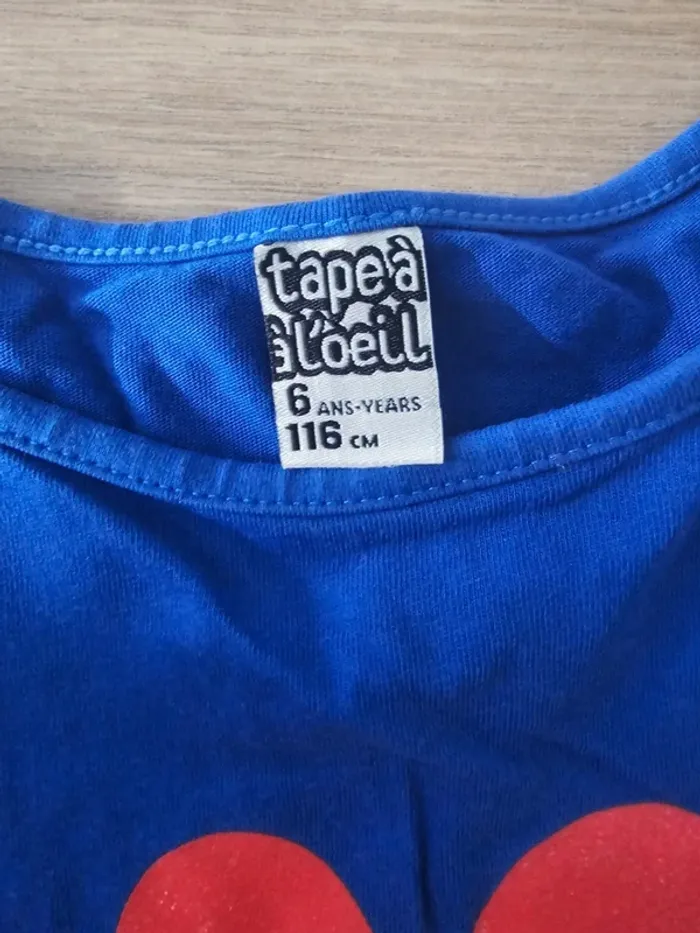 tape à
à l'oeil
6 ANS-YEARS
116 CM